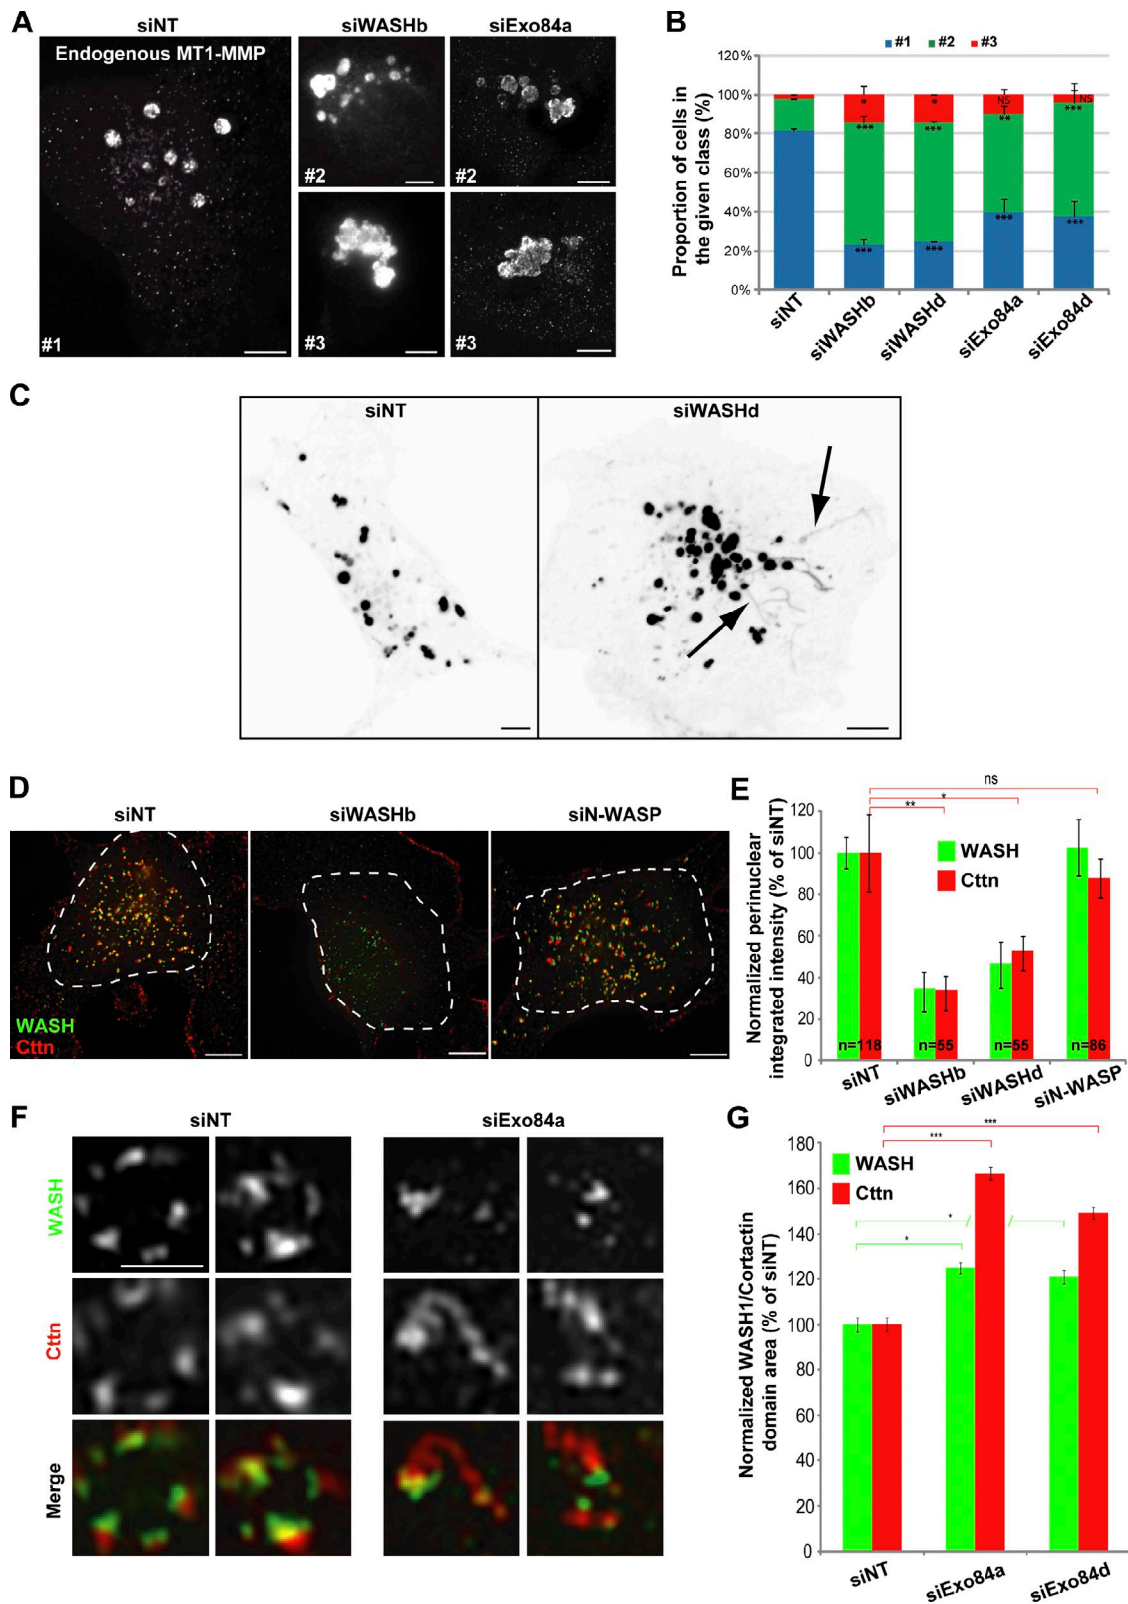 A
siNT
siWASHb
siExo84a
Endogenous MT1-MMP
#1
#2
#2
#3
#3
B
#1 #2 #3
Proportion of cells in
the given class (%)
120%
100%
80%
60%
40%
20%
0%
*
***
***
*
***
***
NS
**
***
NS
***
***
siNT
siWASHb
siWASHd
siExo84a
siExo84d
C
siNT
siWASHd
D
siNT
siWASHb
siN-WASP
WASH
Cttn
E
ns
*
**
WASH
Cttn
Normalized perinuclear
integrated intensity (% of siNT)
120
100
80
60
40
20
0
n=118
n=55
n=55
n=86
siNT
siWASHb
siWASHd
siN-WASP
F
siNT
siExo84a
WASH
Cttn
Merge
G
***
***
WASH
Cttn
*
*
Normalized WASH1/Cortactin
domain area (% of siNT)
180
160
140
120
100
80
60
40
20
0
siNT
siExo84a
siExo84d